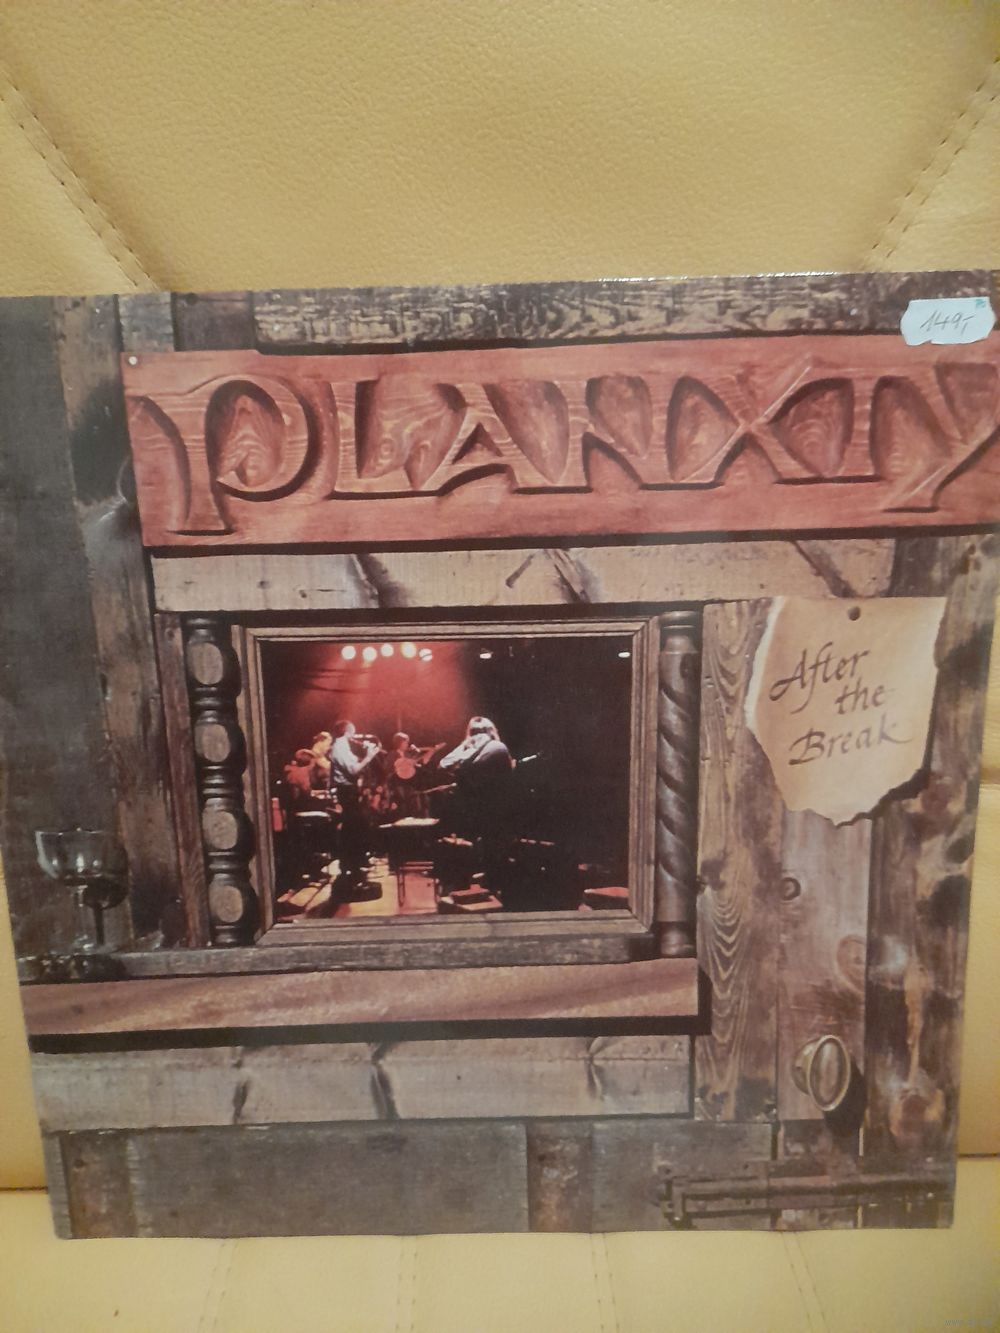 149,-
PLANXTY
After
the
Break